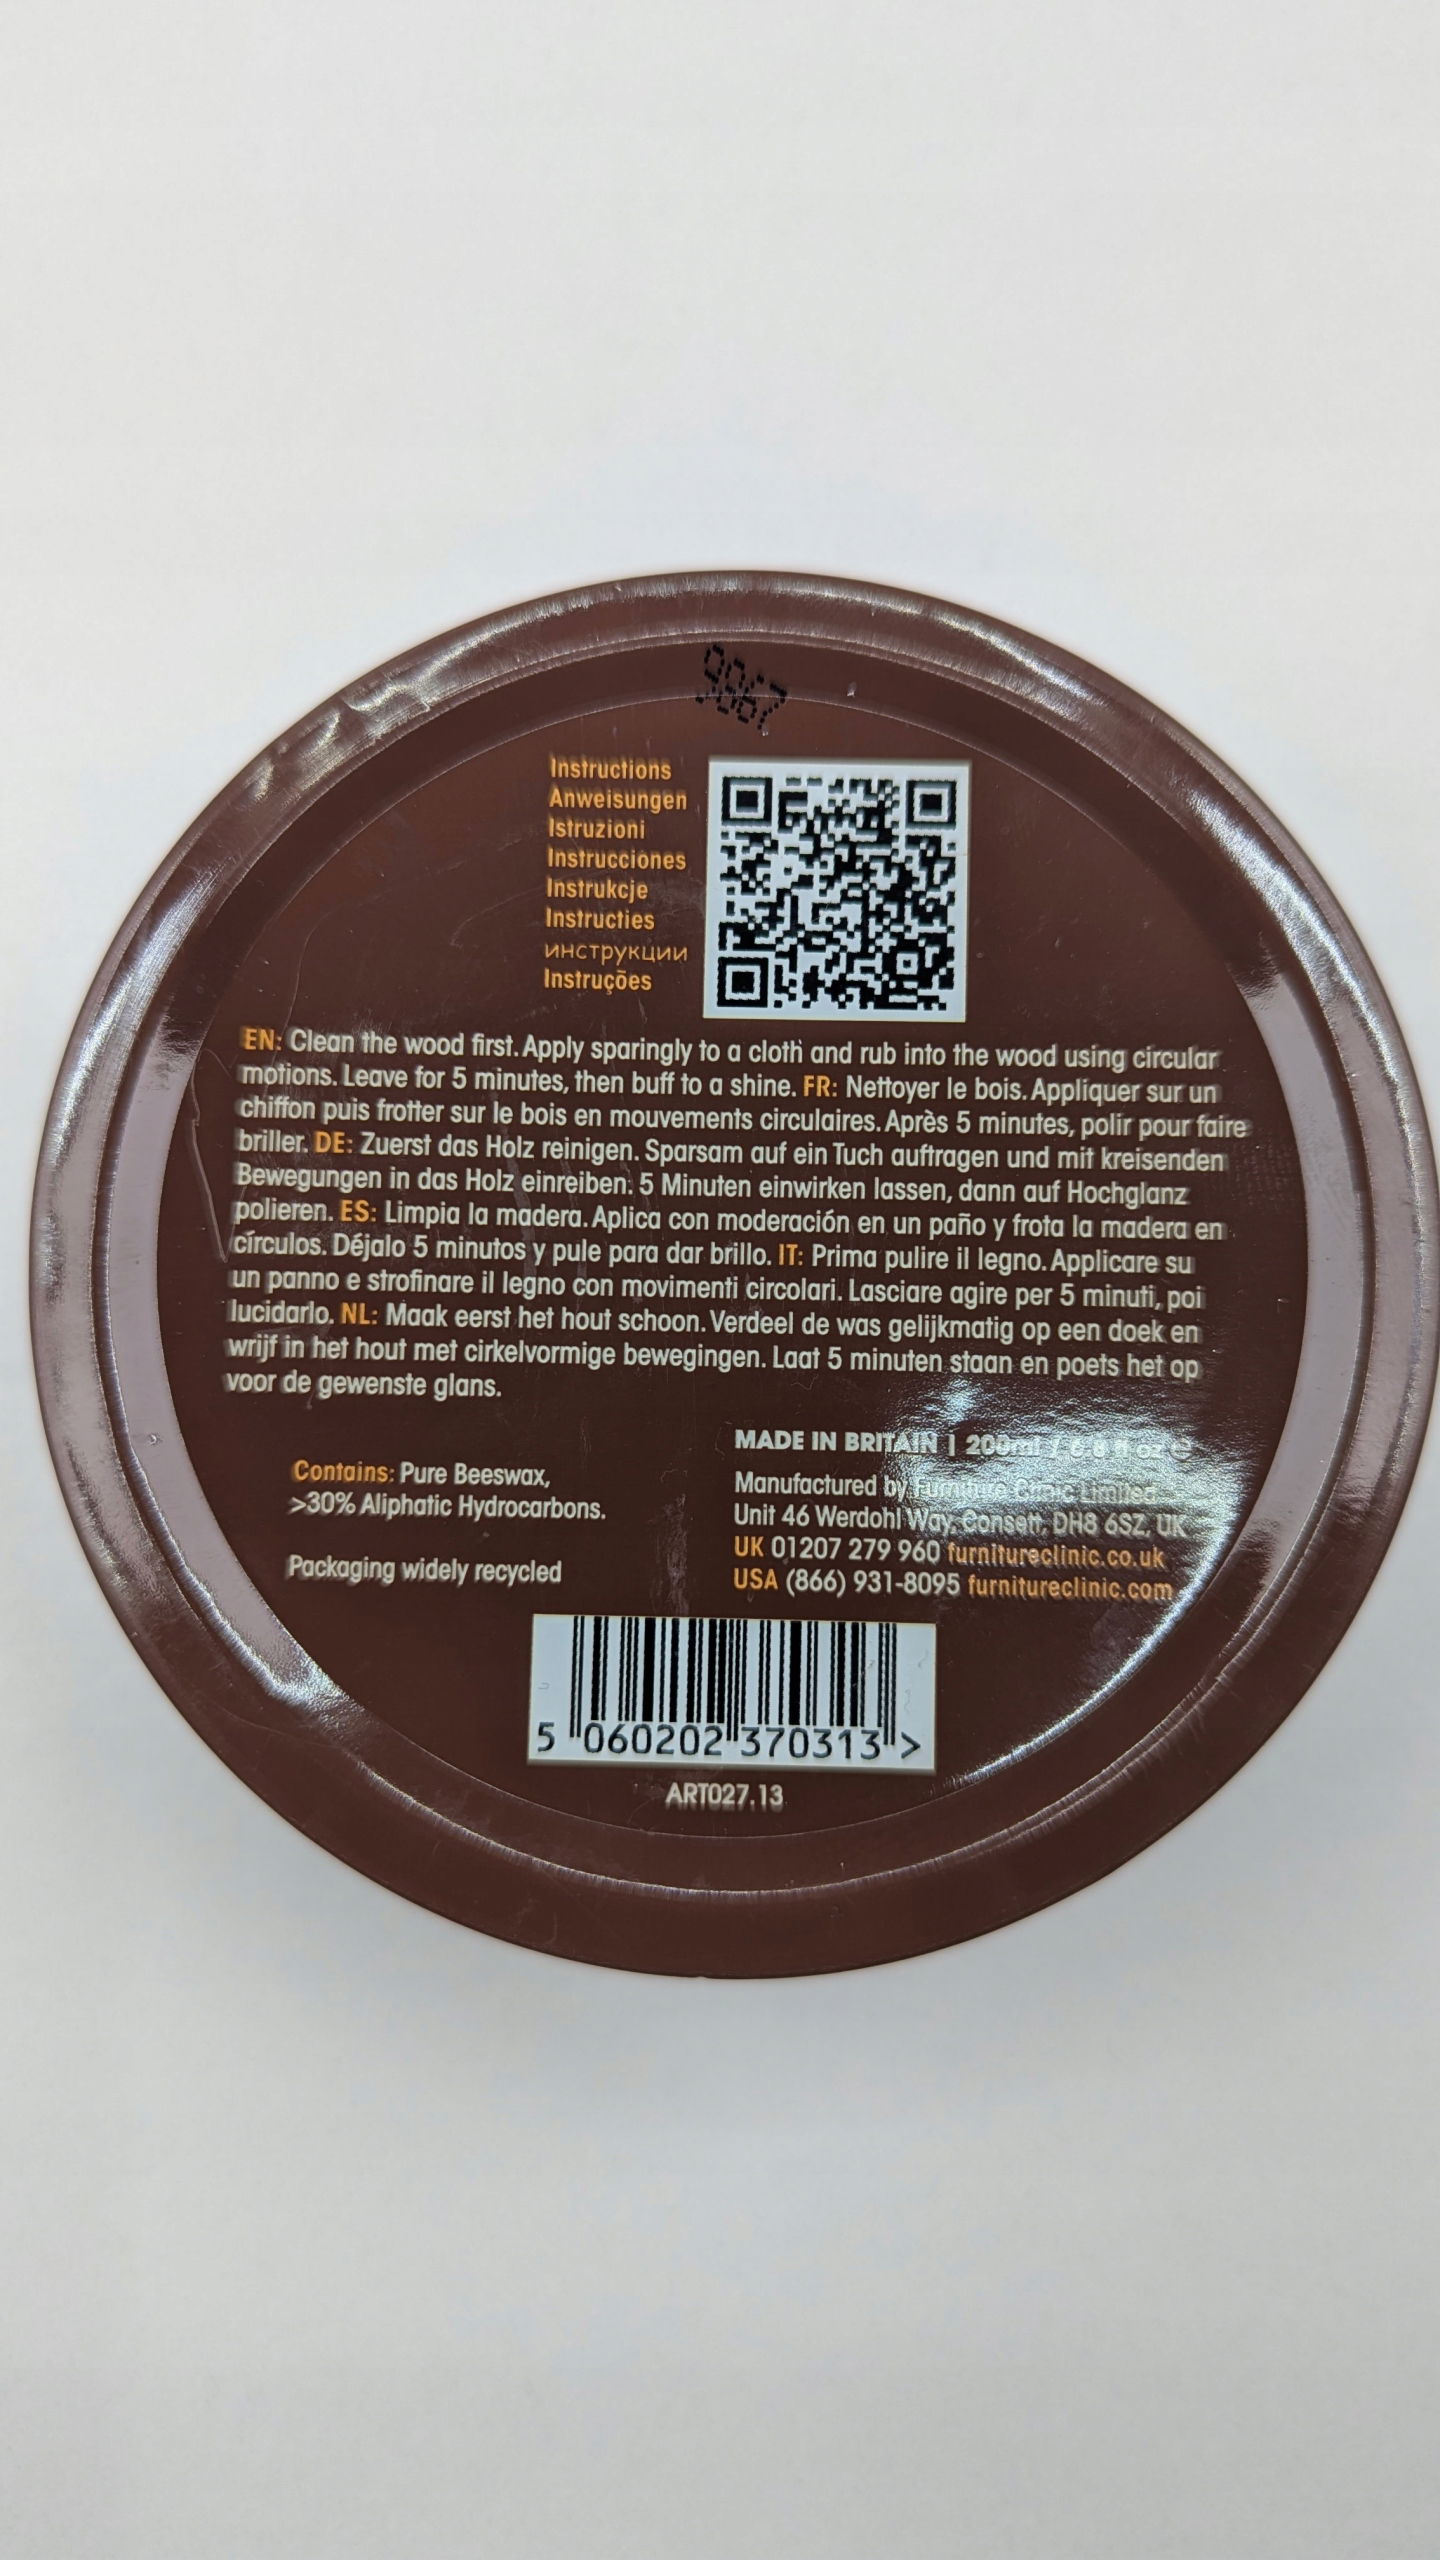 9867
Instructions
Anweisungen
Istruzioni
Instrucciones
Instrukcje
Instructies
инструкции
Instruções
EN: Clean the wood first. Apply sparingly to a cloth and rub into the wood using circular
motions. Leave for 5 minutes, then buff to a shine. FR: Nettoyer le bois. Appliquer sur un
chiffon puis frotter sur le bois en mouvements circulaires. Après 5 minutes, polir pour faire
briller. DE: Zuerst das Holz reinigen. Sparsam auf ein Tuch auftragen und mit kreisenden
Bewegungen in das Holz einreiben. 5 Minuten einwirken lassen, dann auf Hochglanz
polieren. ES: Limpia la madera. Aplica con moderación en un paño y frota la madera en
círculos. Déjalo 5 minutos y pule para dar brillo. IT: Prima pulire il legno. Applicare su
un panno e strofinare il legno con movimenti circolari. Lasciare agire per 5 minuti, poi
lucidarlo. NL: Maak eerst het hout schoon. Verdeel de was gelijkmatig op een doek en
wrijf in het hout met cirkelvormige bewegingen. Laat 5 minuten staan en poets het op
voor de gewenste glans.
Contains: Pure Beeswax,
>30% Aliphatic Hydrocarbons.
Packaging widely recycled
MADE IN BRITAIN | 200ml / 6.8 fl oz ℮
Manufactured by Furniture Clinic Limited
Unit 46 Werdohl Way, Consett, DH8 6SZ, UK
UK 01207 279 960 furnitureclinic.co.uk
USA (866) 931-8095 furnitureclinic.com
5 060202 370313 >
ART027.13